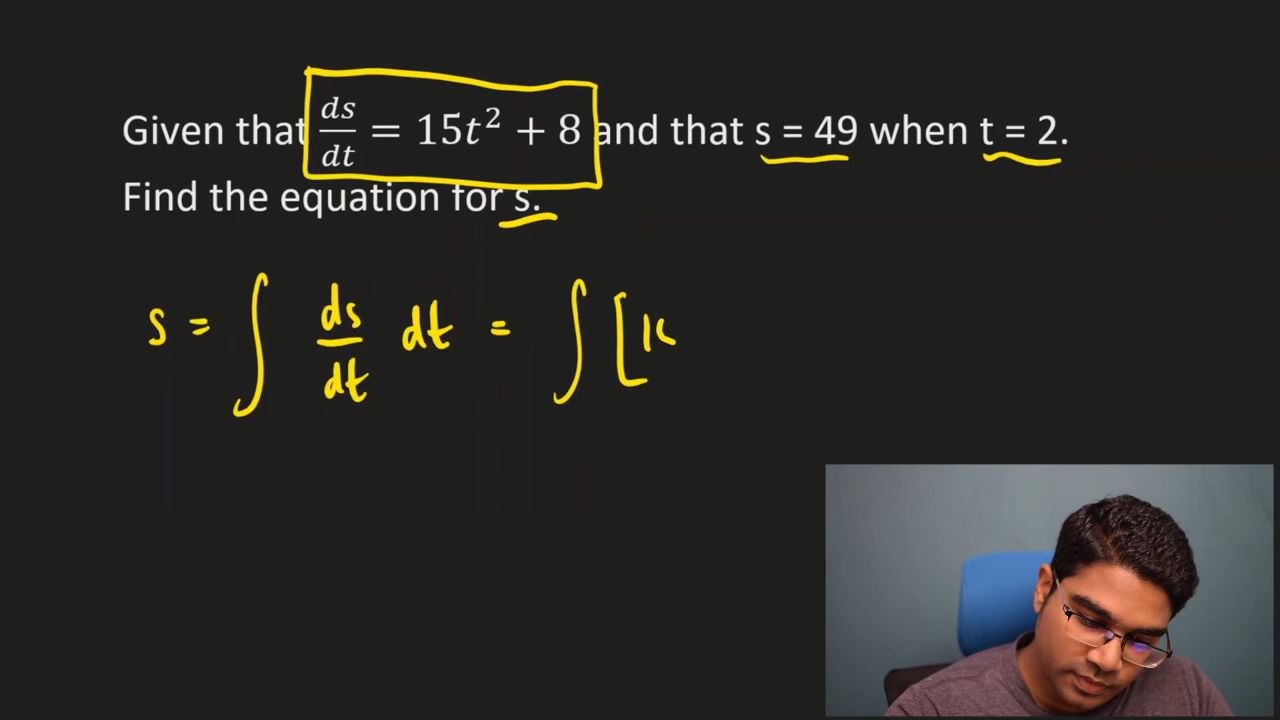 Given that ds/dt = 15t² + 8 and that s = 49 when t = 2.
Find the equation for s.
s = ∫ ds/dt dt = ∫ [